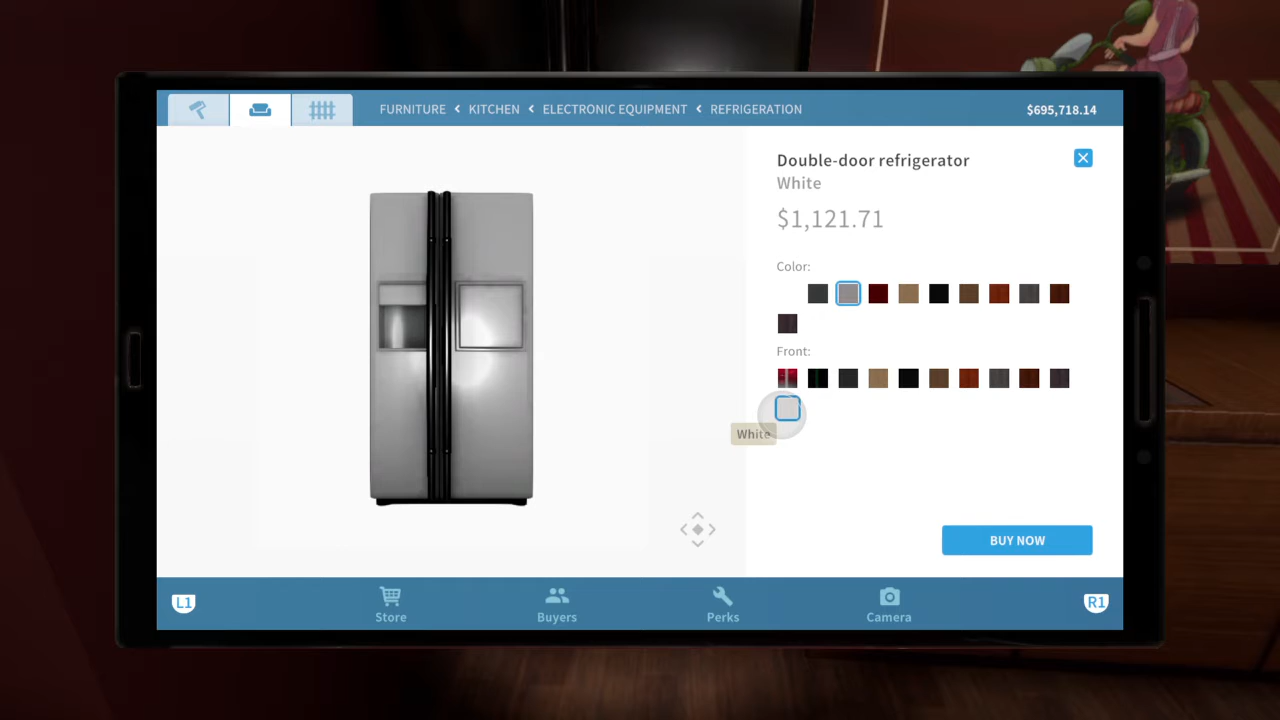 FURNITURE < KITCHEN < ELECTRONIC EQUIPMENT < REFRIGERATION
$695,718.14
Double-door refrigerator
White
$1,121.71
Color:
Front:
White
BUY NOW
L1
Store
Buyers
Perks
Camera
R1